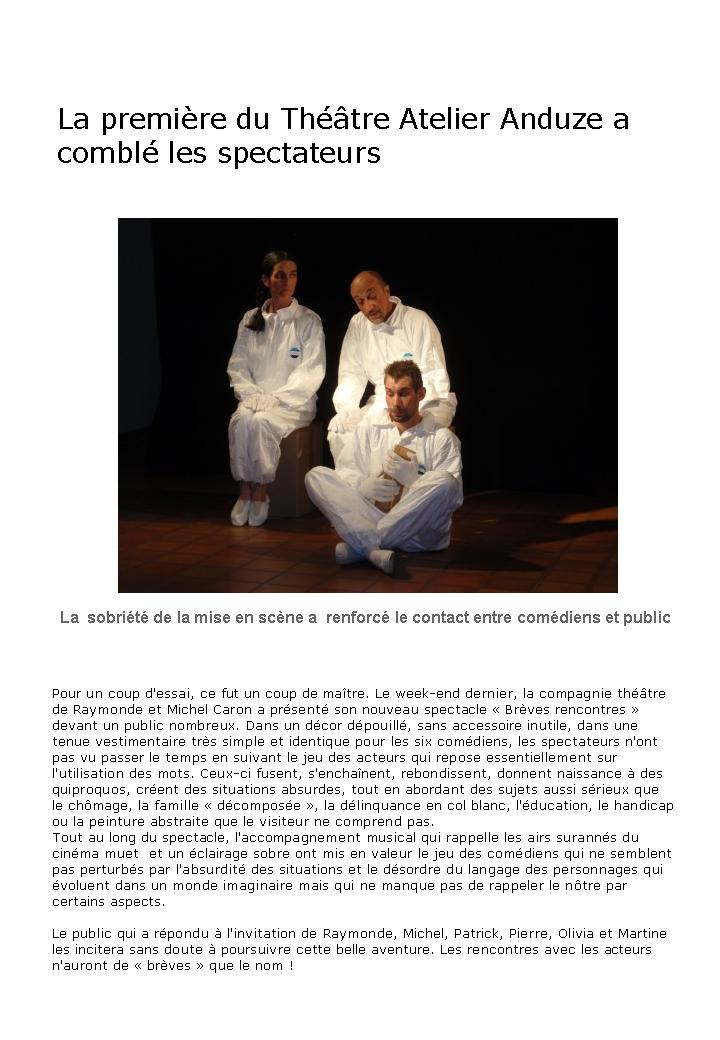 La première du Théâtre Atelier Anduze a
comblé les spectateurs
La sobriété de la mise en scène a renforcé le contact entre comédiens et public
Pour un coup d'essai, ce fut un coup de maître. Le week-end dernier, la compagnie théâtre
de Raymonde et Michel Caron a présenté son nouveau spectacle « Brèves rencontres »
devant un public nombreux. Dans un décor dépouillé, sans accessoire inutile, dans une
tenue vestimentaire très simple et identique pour les six comédiens, les spectateurs n'ont
pas vu passer le temps en suivant le jeu des acteurs qui repose essentiellement sur
l'utilisation des mots. Ceux-ci fusent, s'enchaînent, rebondissent, donnent naissance à des
quiproquos, créent des situations absurdes, tout en abordant des sujets aussi sérieux que
le chômage, la famille « décomposée », la délinquance en col blanc, l'éducation, le handicap
ou la peinture abstraite que le visiteur ne comprend pas.
Tout au long du spectacle, l'accompagnement musical qui rappelle les airs surannés du
cinéma muet et un éclairage sobre ont mis en valeur le jeu des comédiens qui ne semblent
pas perturbés par l'absurdité des situations et le désordre du langage des personnages qui
évoluent dans un monde imaginaire mais qui ne manque pas de rappeler le nôtre par
certains aspects.
Le public qui a répondu à l'invitation de Raymonde, Michel, Patrick, Pierre, Olivia et Martine
les incitera sans doute à poursuivre cette belle aventure. Les rencontres avec les acteurs
n'auront de « brèves » que le nom !